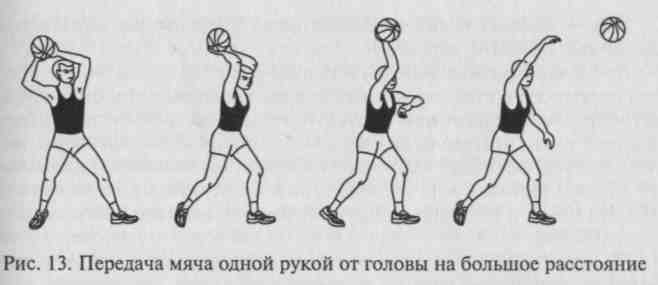 Рис. 13. Передача мяча одной рукой от головы на большое расстояние